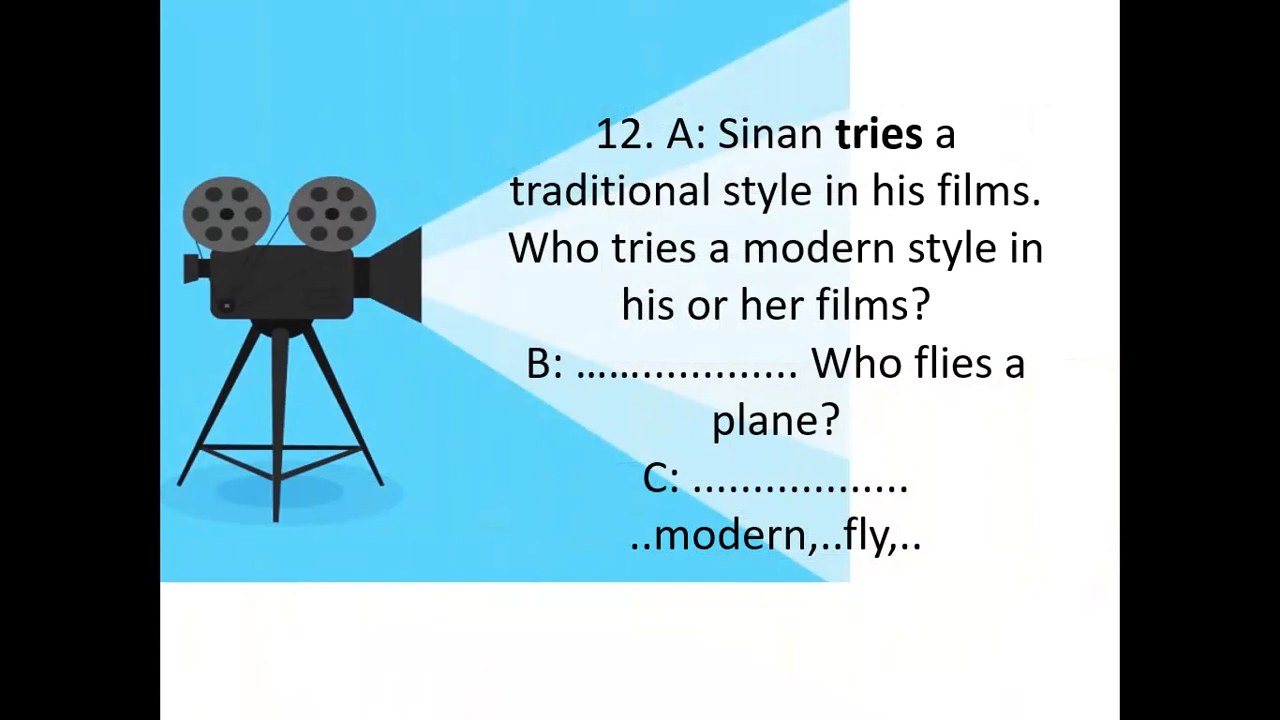 12. A: Sinan tries a
traditional style in his films.
Who tries a modern style in
his or her films?
B: ……............. Who flies a
plane?
C: ..................
..modern,..fly,..